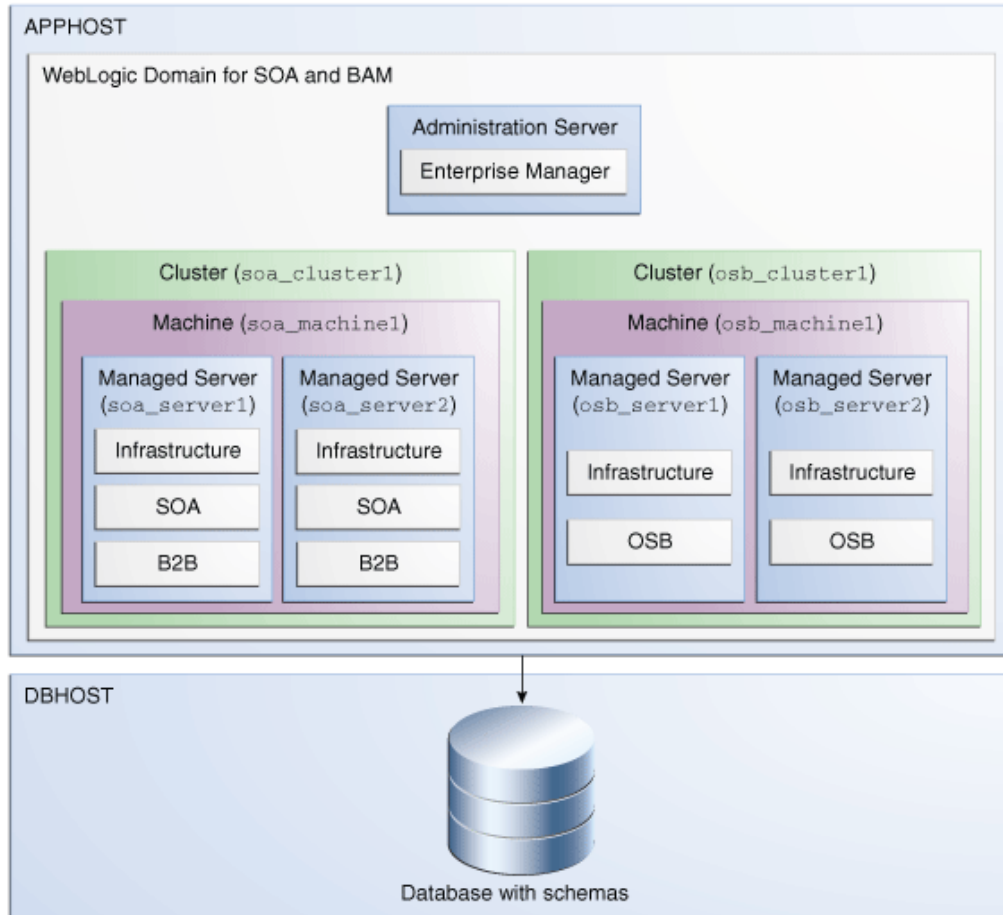 APPHOST
WebLogic Domain for SOA and BAM
Administration Server
Enterprise Manager
Cluster (soa_cluster1)
Machine (soa_machine1)
Managed Server
(soa_server1)
Infrastructure
SOA
B2B
Managed Server
(soa_server2)
Infrastructure
SOA
B2B
Cluster (osb_cluster1)
Machine (osb_machine1)
Managed Server
(osb_server1)
Infrastructure
OSB
Managed Server
(osb_server2)
Infrastructure
OSB
DBHOST
Database with schemas